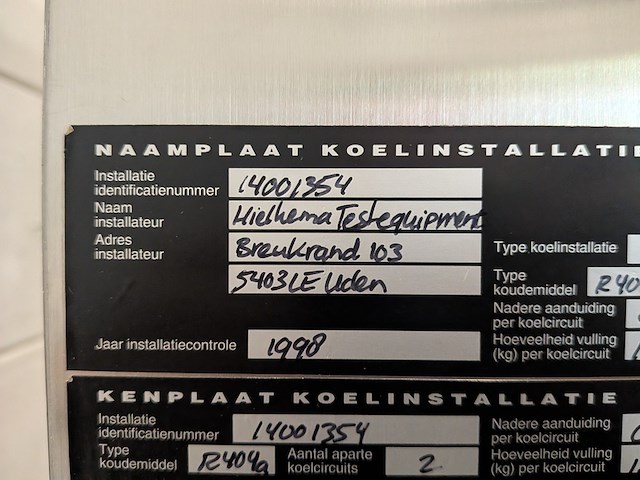 NAAMPLAAT KOELINSTALLATIE
Installatie identificatienummer 14001354
Naam installateur Hielkema Testequipment
Adres installateur Breukrand 103
5403LE Uden
Type koelinstallatie
Type koudemiddel R40
Nadere aanduiding per koelcircuit
Jaar installatiecontrole 1998
Hoeveelheid vulling (kg) per koelcircuit
KENPLAAT KOELINSTALLATIE
Installatie identificatienummer 14001354
Nadere aanduiding per koelcircuit
Type koudemiddel R404a
Aantal aparte koelcircuits 2
Hoeveelheid vulling (kg) per koelcircuit